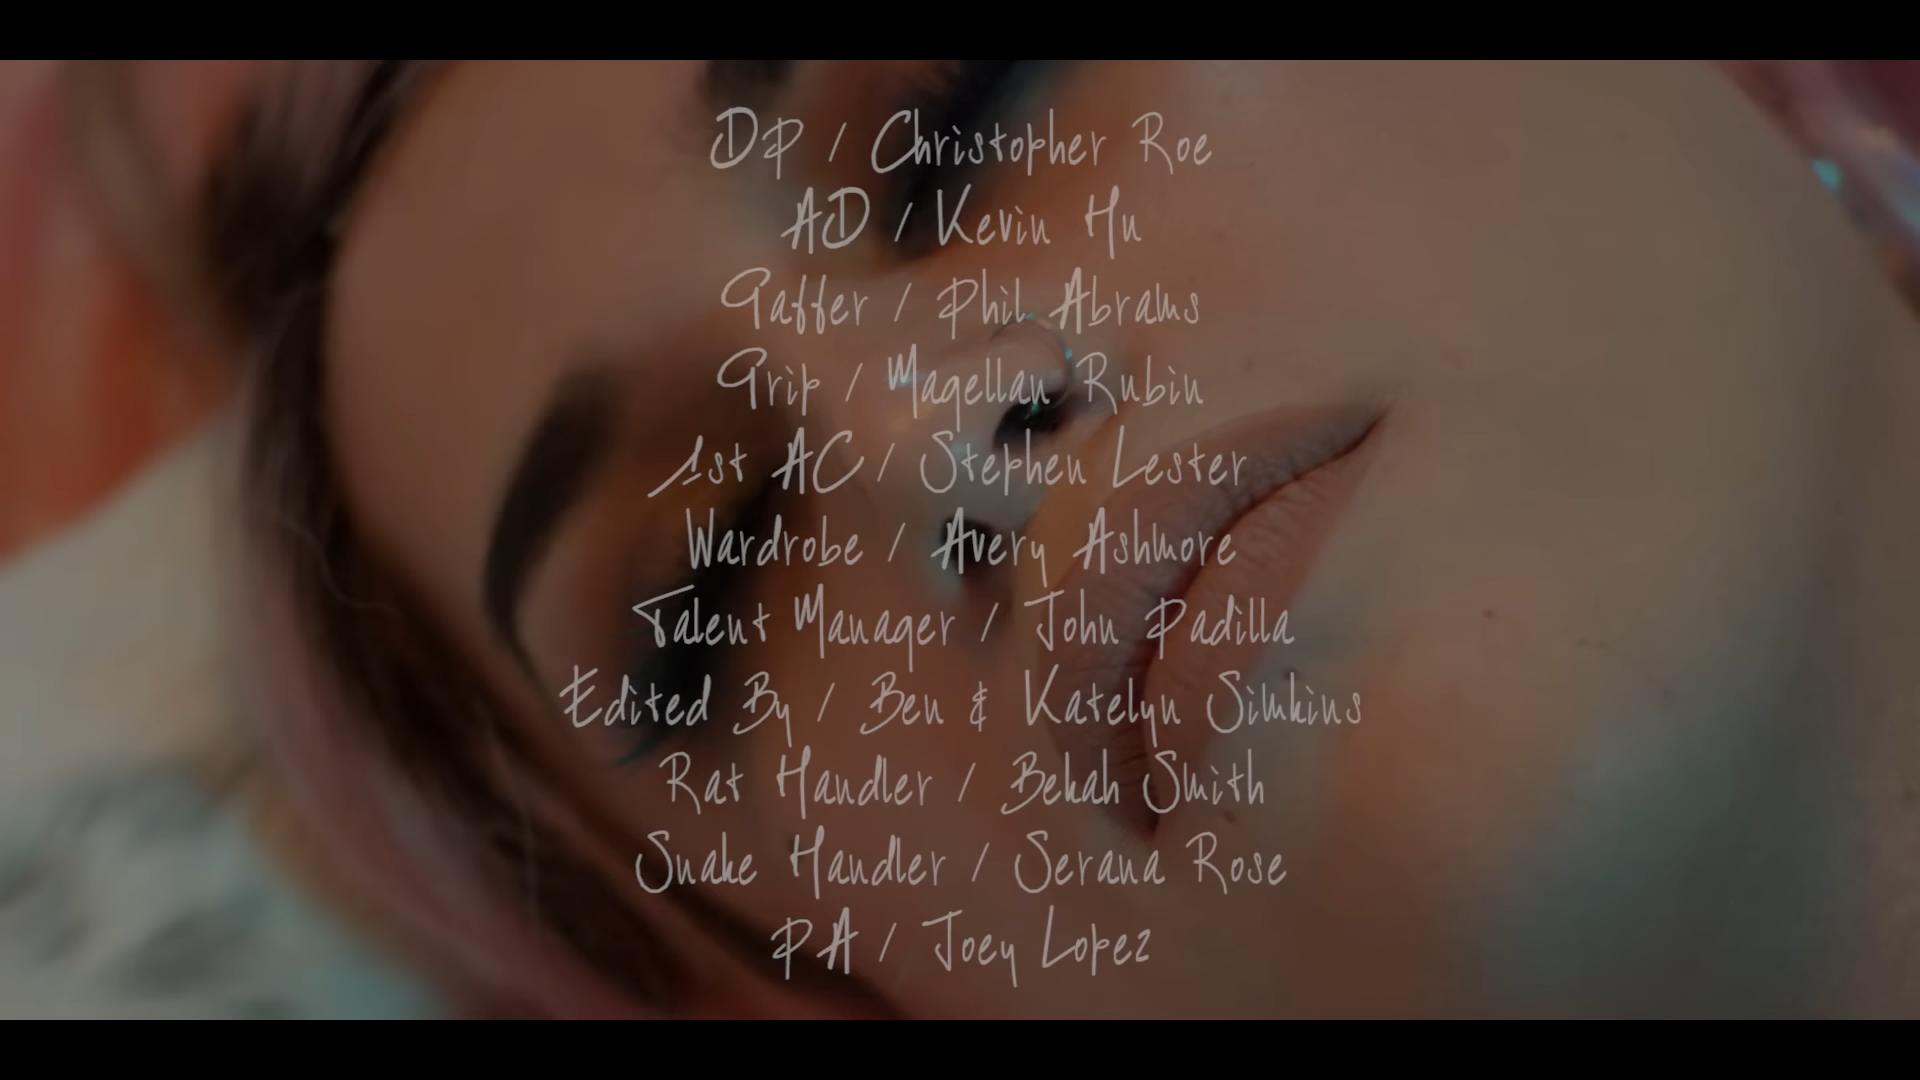 DP / Christopher Roe
AD / Kevin Hu
Gaffer / Phil Abrams
Grip / Magellan Rubin
1st AC / Stephen Lester
Wardrobe / Avery Ashmore
Talent Manager / John Padilla
Edited By / Ben & Katelyn Simkins
Rat Handler / Bekah Smith
Snake Handler / Serana Rose
PA / Joey Lopez